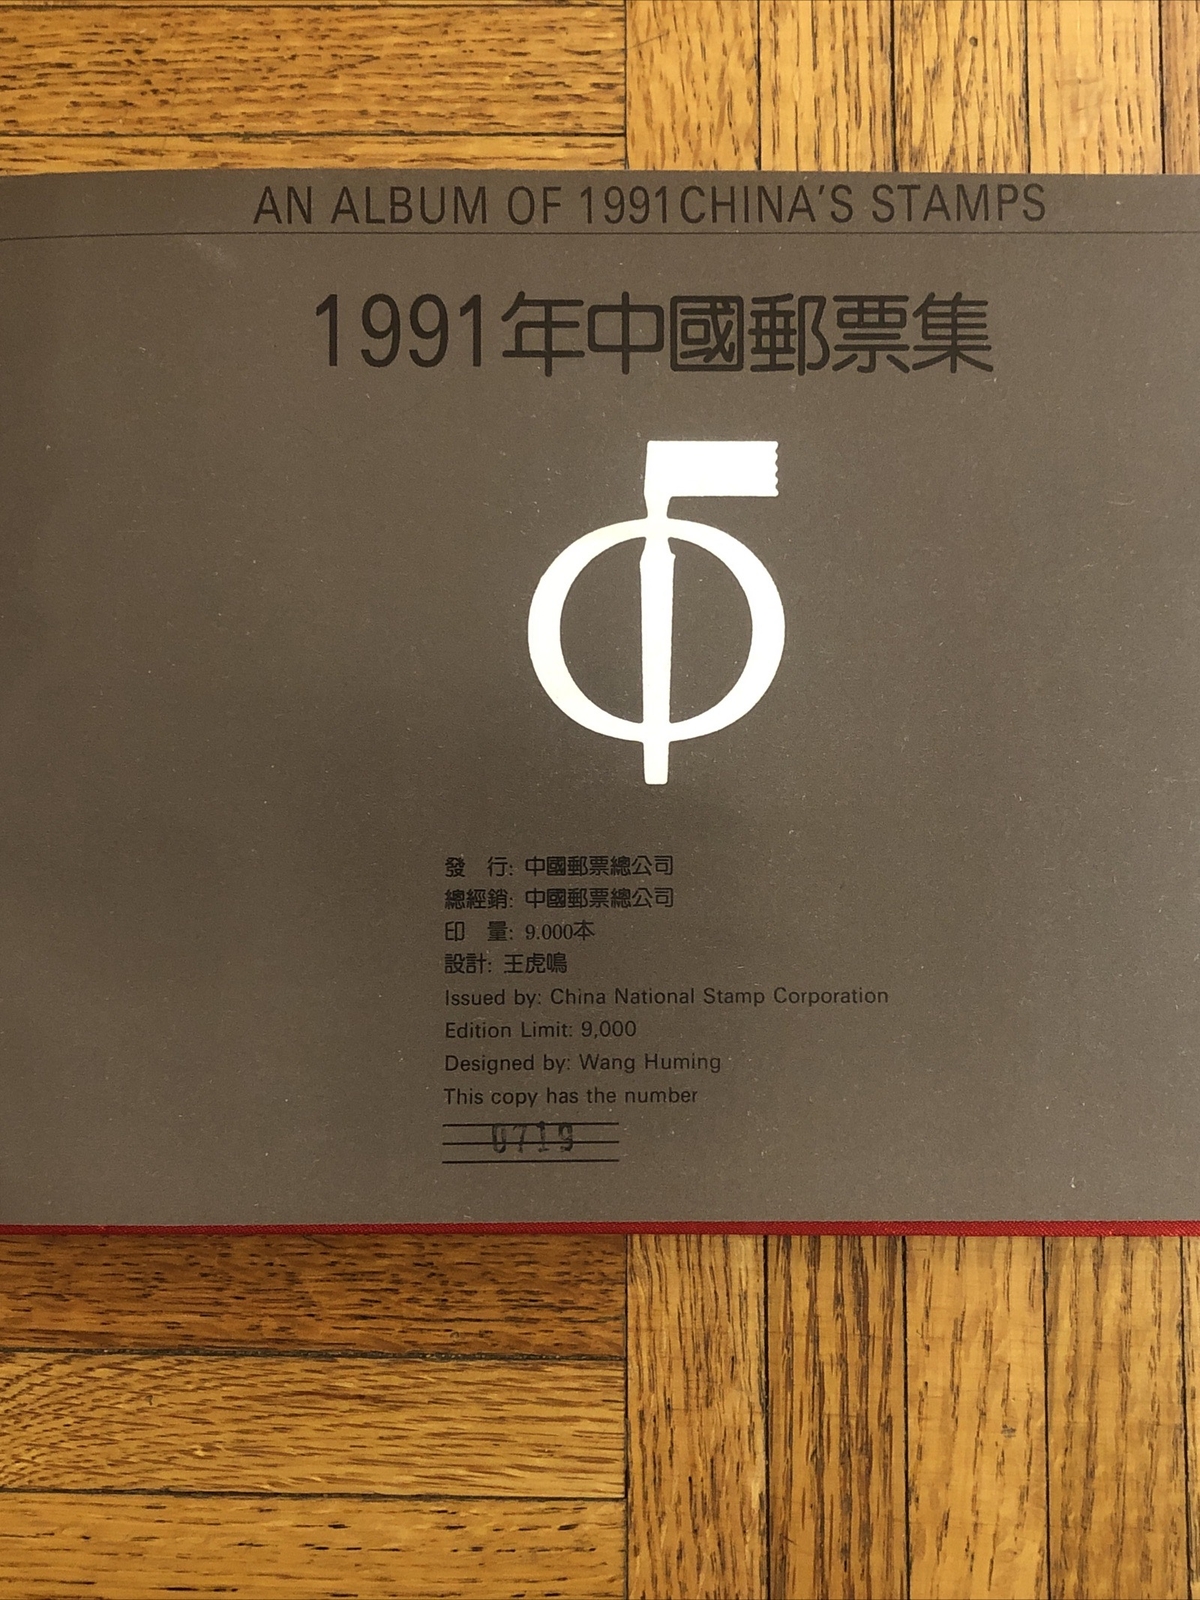 AN ALBUM OF 1991 CHINA'S STAMPS
1991年中國郵票集
發 行: 中國郵票總公司
總經銷: 中國郵票總公司
印 量: 9.000本
設計: 王虎鳴
Issued by: China National Stamp Corporation
Edition Limit: 9,000
Designed by: Wang Huming
This copy has the number
0719